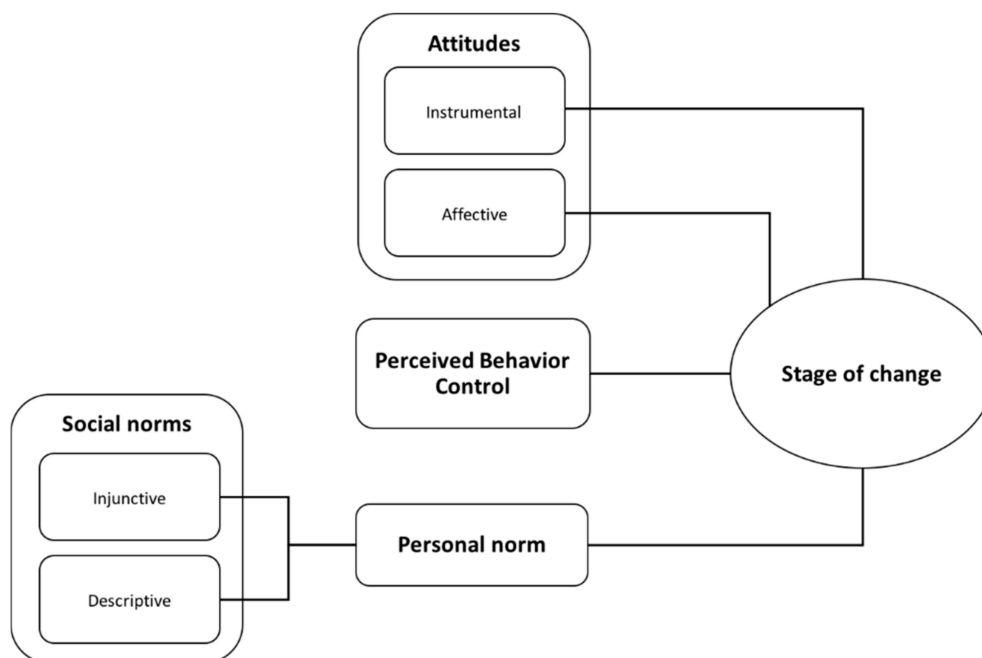 Attitudes
Instrumental
Affective
Perceived Behavior
Control
Stage of change
Social norms
Injunctive
Descriptive
Personal norm